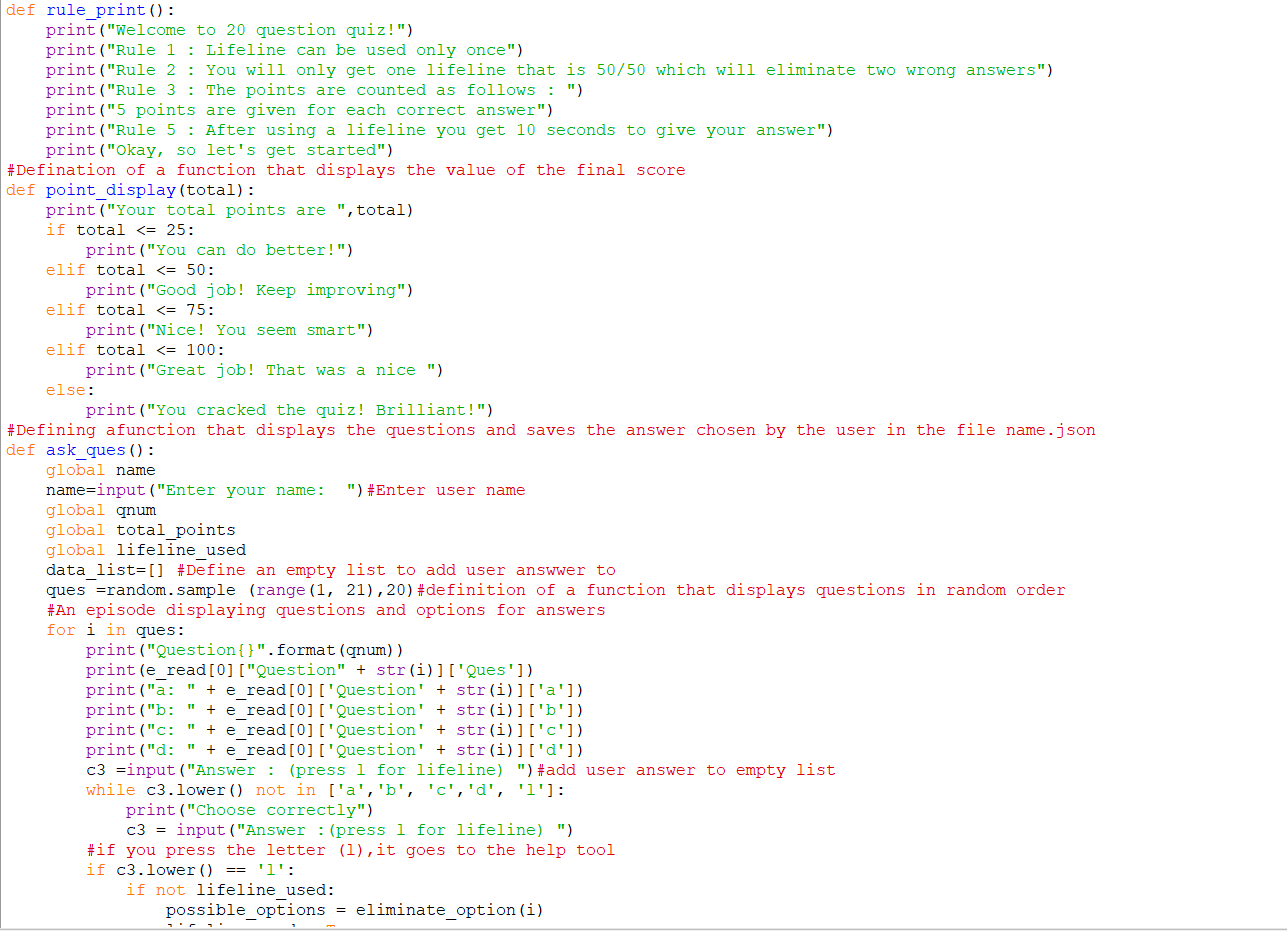 def rule_print():
    print("Welcome to 20 question quiz!")
    print("Rule 1 : Lifeline can be used only once")
    print("Rule 2 : You will only get one lifeline that is 50/50 which will eliminate two wrong answers")
    print("Rule 3 : The points are counted as follows : ")
    print("5 points are given for each correct answer")
    print("Rule 5 : After using a lifeline you get 10 seconds to give your answer")
    print("Okay, so let's get started")
#Defination of a function that displays the value of the final score
def point_display(total):
    print("Your total points are ",total)
    if total <= 25:
        print("You can do better!")
    elif total <= 50:
        print("Good job! Keep improving")
    elif total <= 75:
        print("Nice! You seem smart")
    elif total <= 100:
        print("Great job! That was a nice ")
    else:
        print("You cracked the quiz! Brilliant!")
#Defining afunction that displays the questions and saves the answer chosen by the user in the file name.json
def ask_ques():
    global name
    name=input("Enter your name:  ")#Enter user name
    global qnum
    global total_points
    global lifeline_used
    data_list=[] #Define an empty list to add user answwer to
    ques =random.sample (range(1, 21),20)#definition of a function that displays questions in random order
    #An episode displaying questions and options for answers
    for i in ques:
        print("Question{}".format(qnum))
        print(e_read[0]["Question" + str(i)]['Ques'])
        print("a: " + e_read[0]['Question' + str(i)]['a'])
        print("b: " + e_read[0]['Question' + str(i)]['b'])
        print("c: " + e_read[0]['Question' + str(i)]['c'])
        print("d: " + e_read[0]['Question' + str(i)]['d'])
        c3 =input("Answer : (press l for lifeline) ")#add user answer to empty list
        while c3.lower() not in ['a','b', 'c','d', 'l']:
            print("Choose correctly")
            c3 = input("Answer :(press l for lifeline) ")
        #if you press the letter (l),it goes to the help tool
        if c3.lower() == 'l':
            if not lifeline_used:
                possible_options = eliminate_option(i)